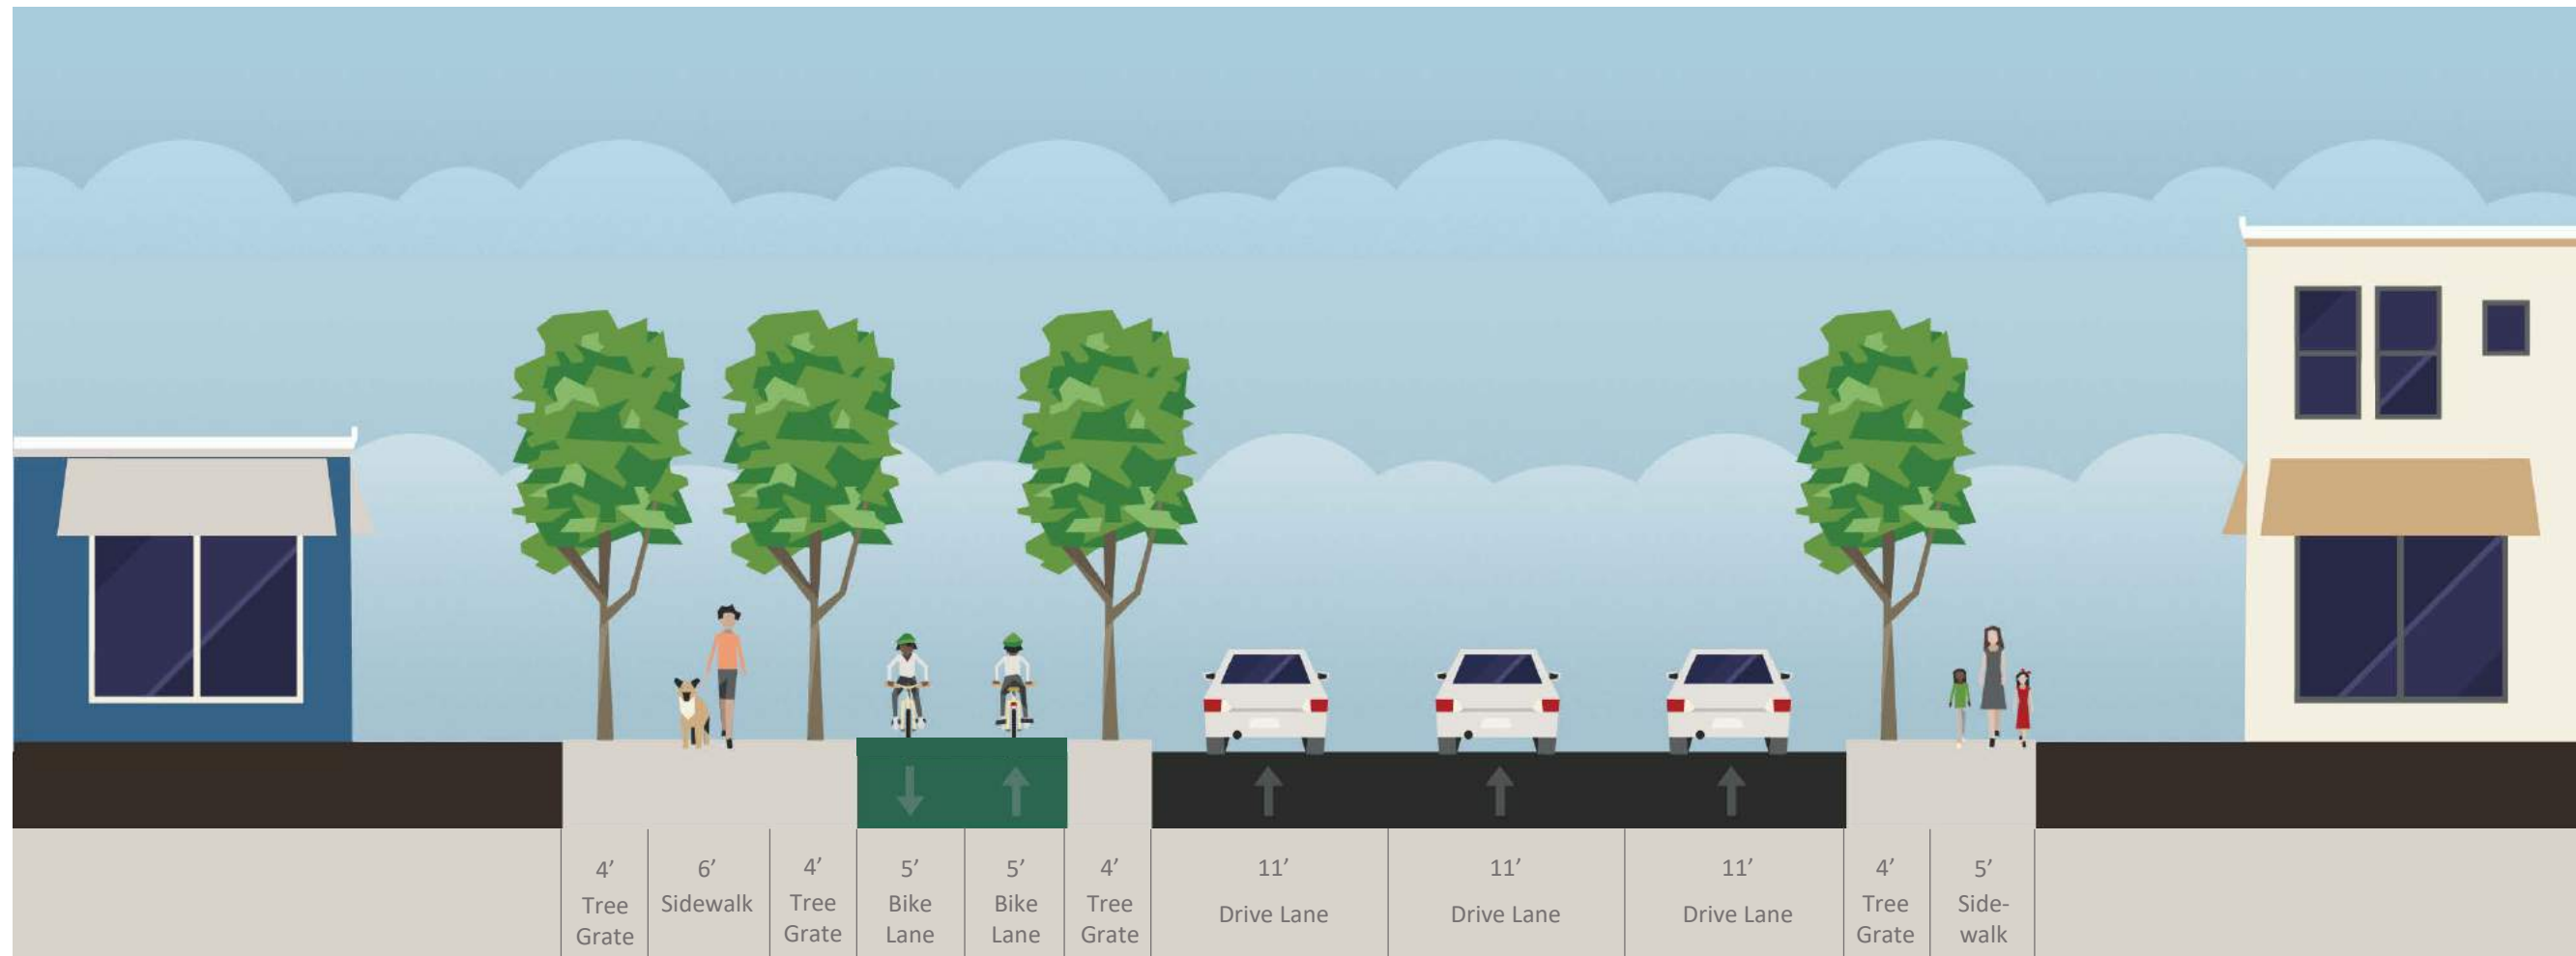 4’
Tree
Grate
6’
Sidewalk
4’
Tree
Grate
5’
Bike
Lane
5’
Bike
Lane
4’
Tree
Grate
11’
Drive Lane
11’
Drive Lane
11’
Drive Lane
4’
Tree
Grate
5’
Side-
walk